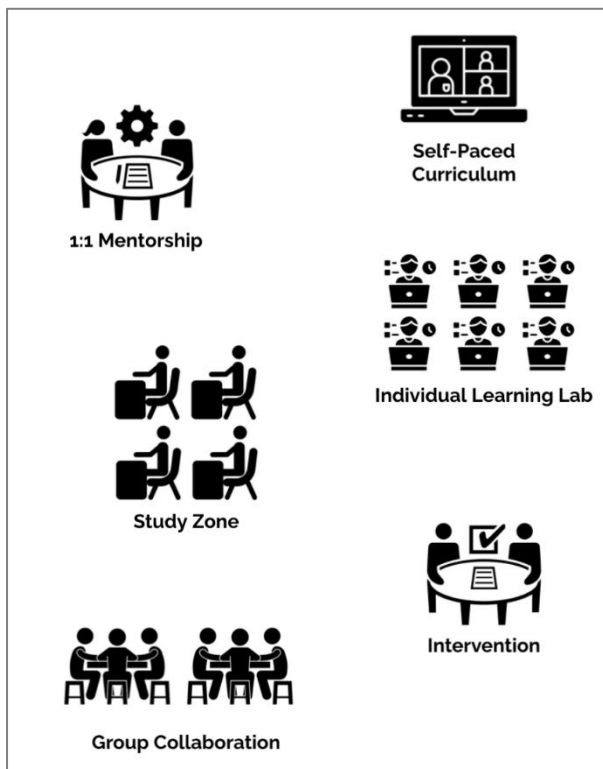 Self-Paced
Curriculum
1:1 Mentorship
Individual Learning Lab
Study Zone
Intervention
Group Collaboration